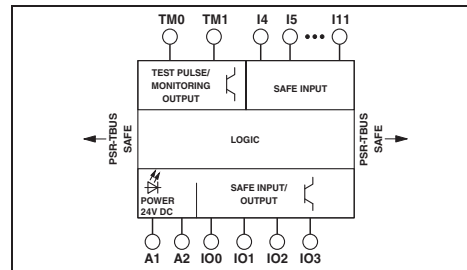 TM0 TM1 I4 I5 I11
TEST PULSE/
MONITORING
OUTPUT
SAFE INPUT
PSR-TBUS
SAFE
LOGIC
PSR-TBUS
SAFE
POWER
24V DC
SAFE INPUT/
OUTPUT
A1 A2 IO0 IO1 IO2 IO3